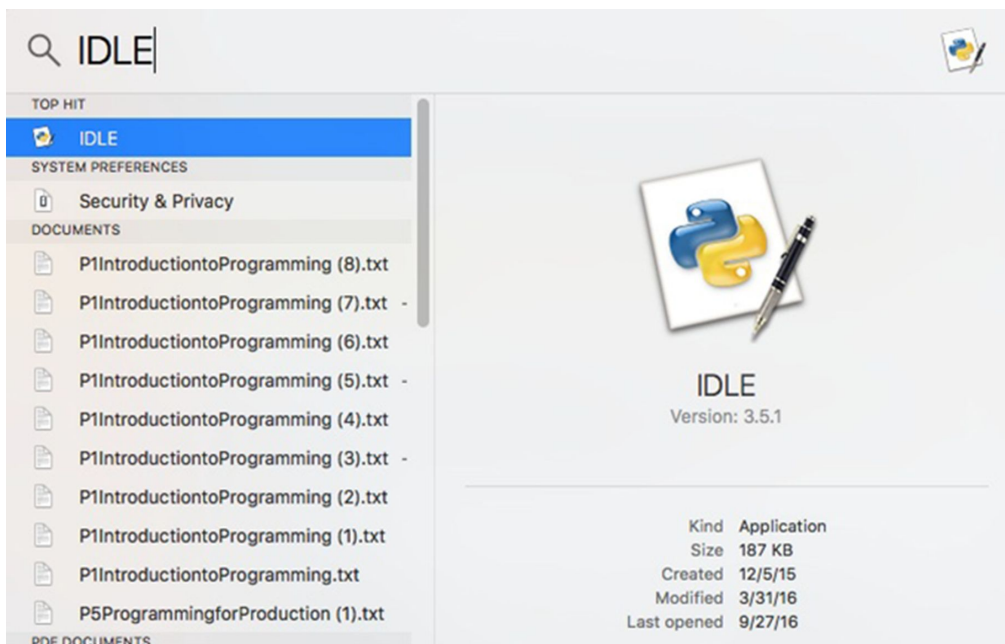 IDLE
TOP HIT
IDLE
SYSTEM PREFERENCES
Security & Privacy
DOCUMENTS
P1IntroductiontoProgramming (8).txt
P1IntroductiontoProgramming (7).txt -
P1IntroductiontoProgramming (6).txt
P1IntroductiontoProgramming (5).txt -
P1IntroductiontoProgramming (4).txt
P1IntroductiontoProgramming (3).txt -
P1IntroductiontoProgramming (2).txt
P1IntroductiontoProgramming (1).txt
P1IntroductiontoProgramming.txt
P5ProgrammingforProduction (1).txt
PDF DOCUMENTS
IDLE
Version: 3.5.1
Kind Application
Size 187 KB
Created 12/5/15
Modified 3/31/16
Last opened 9/27/16